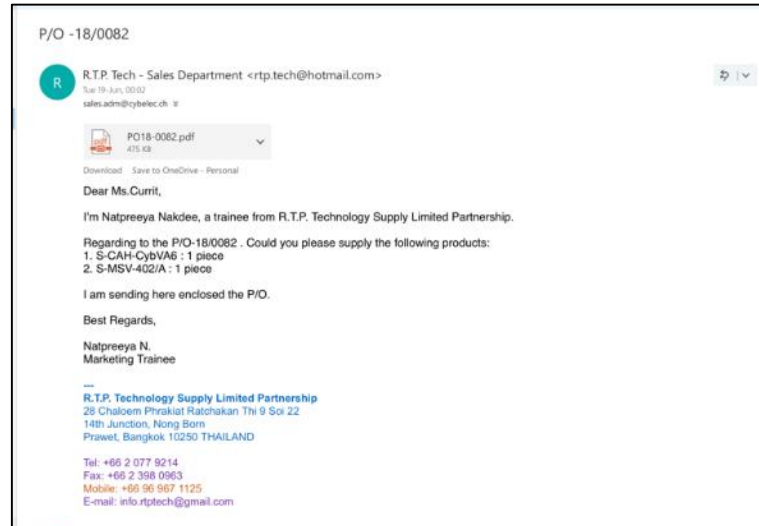 P/O -18/0082
R
R.T.P. Tech - Sales Department <rtp.tech@hotmail.com>
Tue 19-Jun, 00:02
sales.adm@cybelec.ch
pdf
PO18-0082.pdf
475 KB
Download Save to OneDrive - Personal
Dear Ms.Currit,
I'm Natpreeya Nakdee, a trainee from R.T.P. Technology Supply Limited Partnership.
Regarding to the P/O-18/0082 . Could you please supply the following products:
1. S-CAH-CybVA6 : 1 piece
2. S-MSV-402/A : 1 piece
I am sending here enclosed the P/O.
Best Regards,
Natpreeya N.
Marketing Trainee
---
R.T.P. Technology Supply Limited Partnership
28 Chaloem Phrakiat Ratchakan Thi 9 Soi 22
14th Junction, Nong Born
Prawet, Bangkok 10250 THAILAND
Tel: +66 2 077 9214
Fax: +66 2 398 0963
Mobile: +66 96 967 1125
E-mail: info.rtptech@gmail.com